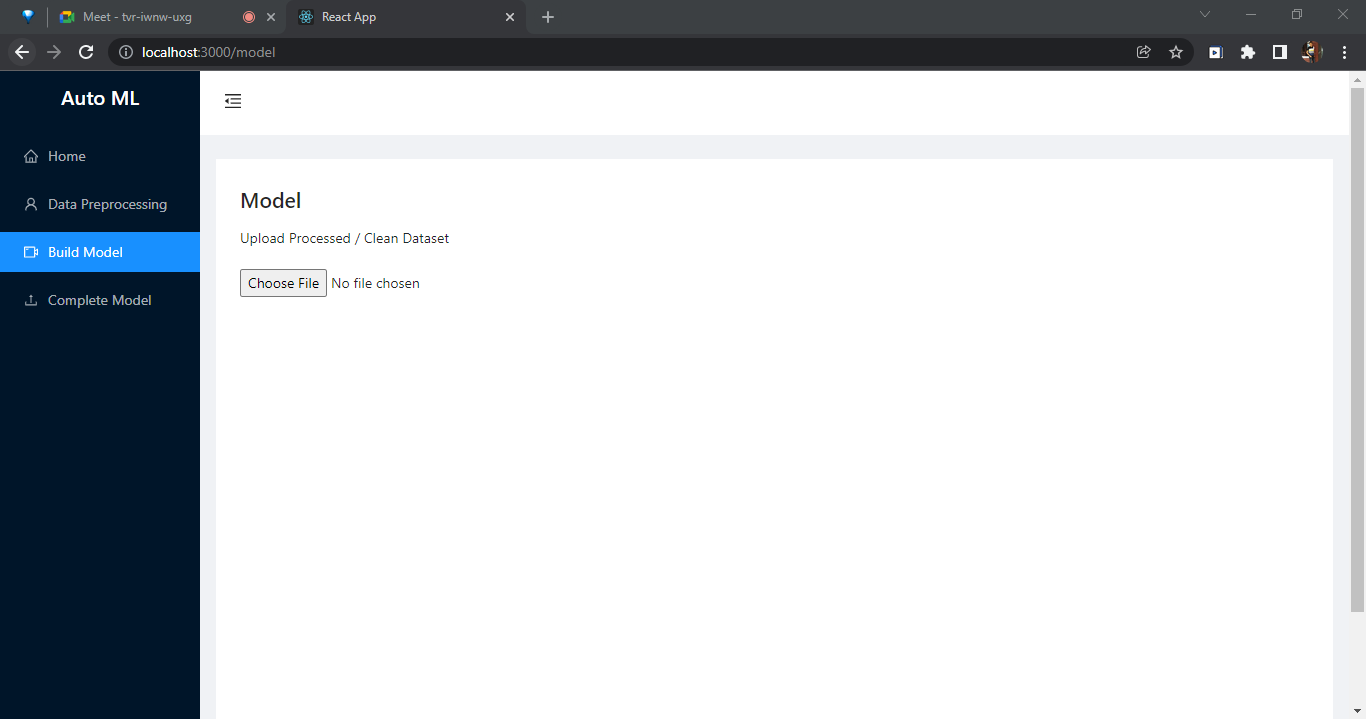 Meet - tvr-iwnw-uxg
React App
localhost:3000/model
Auto ML
Home
Data Preprocessing
Build Model
Complete Model
Model
Upload Processed / Clean Dataset
Choose File No file chosen